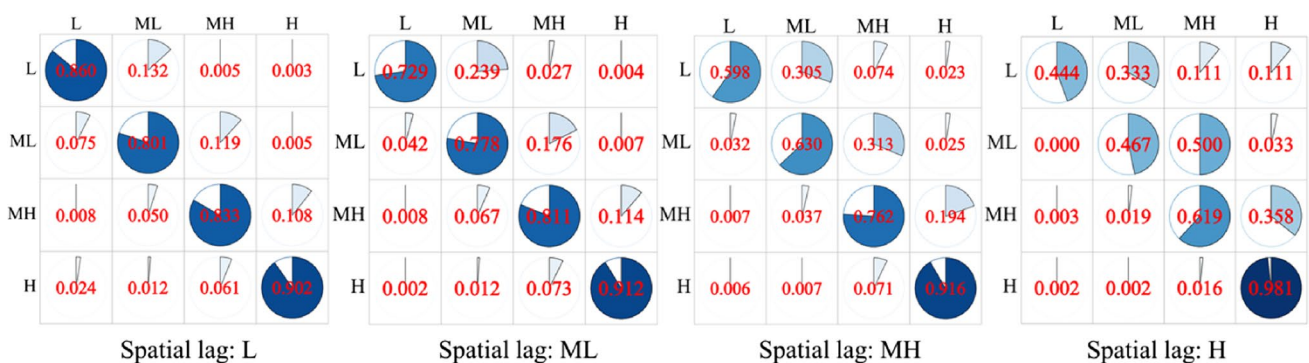 L ML MH H
L 0.860 0.132 0.005 0.003
ML 0.075 0.801 0.119 0.005
MH 0.008 0.050 0.833 0.108
H 0.024 0.012 0.061 0.902
Spatial lag: L
L ML MH H
L 0.729 0.239 0.027 0.004
ML 0.042 0.778 0.176 0.007
MH 0.008 0.067 0.811 0.114
H 0.002 0.012 0.073 0.912
Spatial lag: ML
L ML MH H
L 0.598 0.305 0.074 0.023
ML 0.032 0.630 0.313 0.025
MH 0.007 0.037 0.762 0.194
H 0.006 0.007 0.071 0.916
Spatial lag: MH
L ML MH H
L 0.444 0.333 0.111 0.111
ML 0.000 0.467 0.500 0.033
MH 0.003 0.019 0.619 0.358
H 0.002 0.002 0.016 0.981
Spatial lag: H